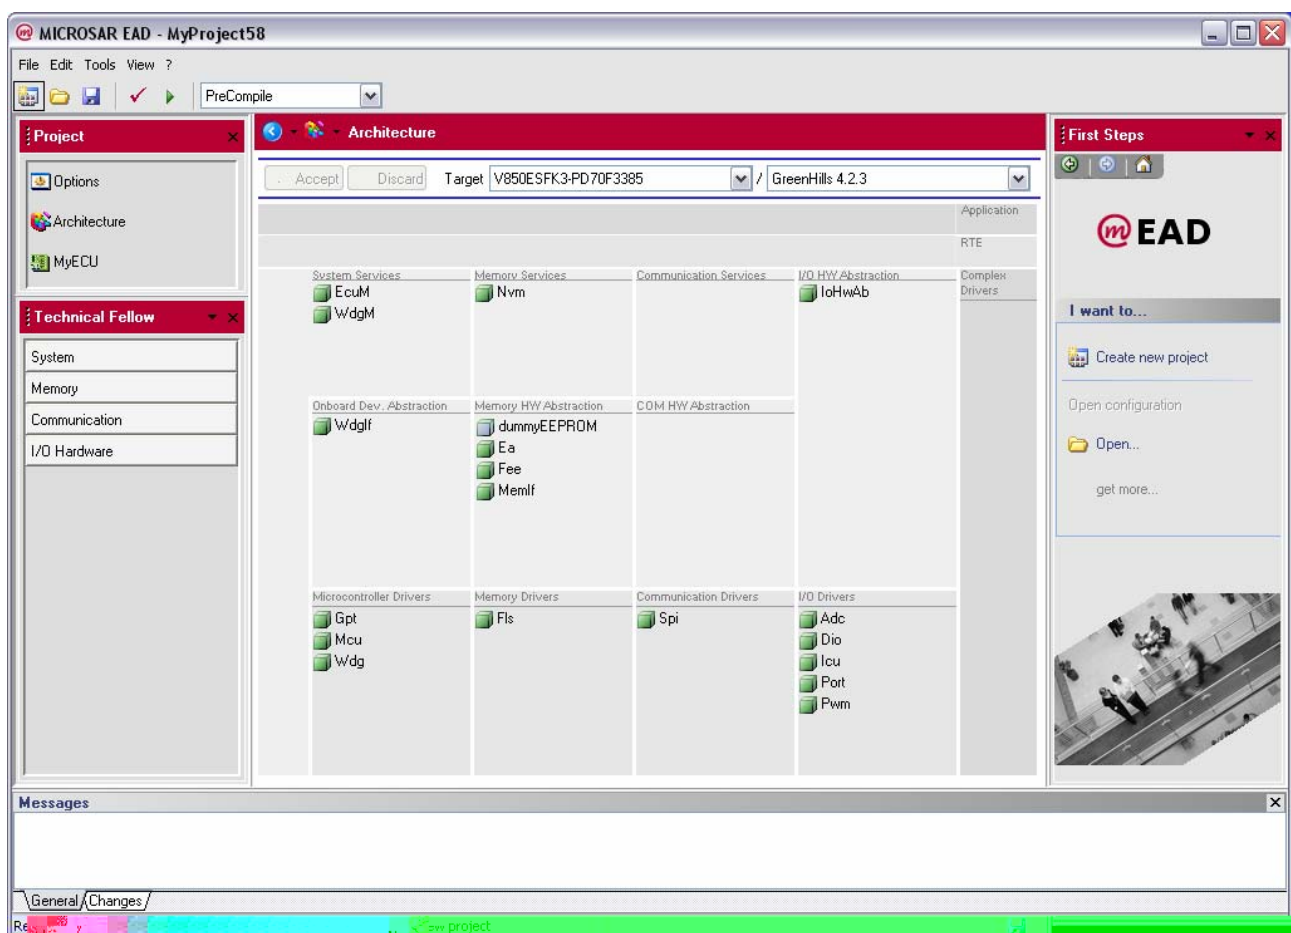 MICROSAR EAD - MyProject58
File Edit Tools View ?
PreCompile
Project
Options
Architecture
MyECU
Technical Fellow
System
Memory
Communication
I/O Hardware
Architecture
Accept Discard Target V850ESFK3-PD70F3385 / GreenHills 4.2.3
Application
RTE
Complex
Drivers
System Services
EcuM
WdgM
Memory Services
Nvm
Communication Services
I/O HW Abstraction
IoHwAb
Onboard Dev. Abstraction
WdgIf
Memory HW Abstraction
dummyEEPROM
Ea
Fee
MemIf
COM HW Abstraction
Microcontroller Drivers
Gpt
Mcu
Wdg
Memory Drivers
Fls
Communication Drivers
Spi
I/O Drivers
Adc
Dio
Icu
Port
Pwm
First Steps
m EAD
I want to...
Create new project
Open configuration
Open...
get more...
Messages
General Changes
project